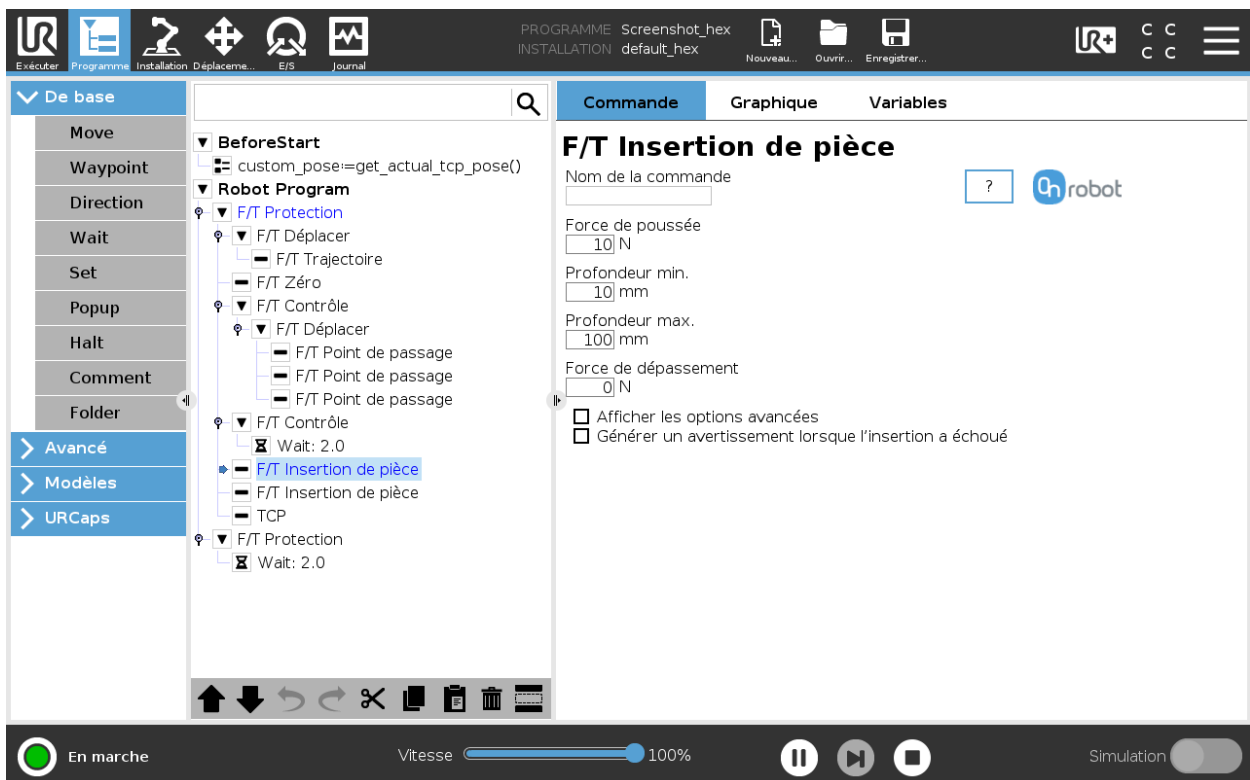 PROGRAMME Screenshot_hex
INSTALLATION default_hex
Exécuter
Programme
Installation
Déplaceme...
E/S
Journal
Nouveau...
Ouvrir...
Enregistrer...
UR+
C C
C C
De base
Move
Waypoint
Direction
Wait
Set
Popup
Halt
Comment
Folder
Avancé
Modèles
URCaps
BeforeStart
custom_pose≔get_actual_tcp_pose()
Robot Program
F/T Protection
F/T Déplacer
F/T Trajectoire
F/T Zéro
F/T Contrôle
F/T Déplacer
F/T Point de passage
F/T Point de passage
F/T Point de passage
F/T Contrôle
Wait: 2.0
F/T Insertion de pièce
F/T Insertion de pièce
TCP
F/T Protection
Wait: 2.0
Commande Graphique Variables
F/T Insertion de pièce
Nom de la commande
?
On robot
Force de poussée
10 N
Profondeur min.
10 mm
Profondeur max.
100 mm
Force de dépassement
0 N
Afficher les options avancées
Générer un avertissement lorsque l'insertion a échoué
En marche
Vitesse 100%
Simulation